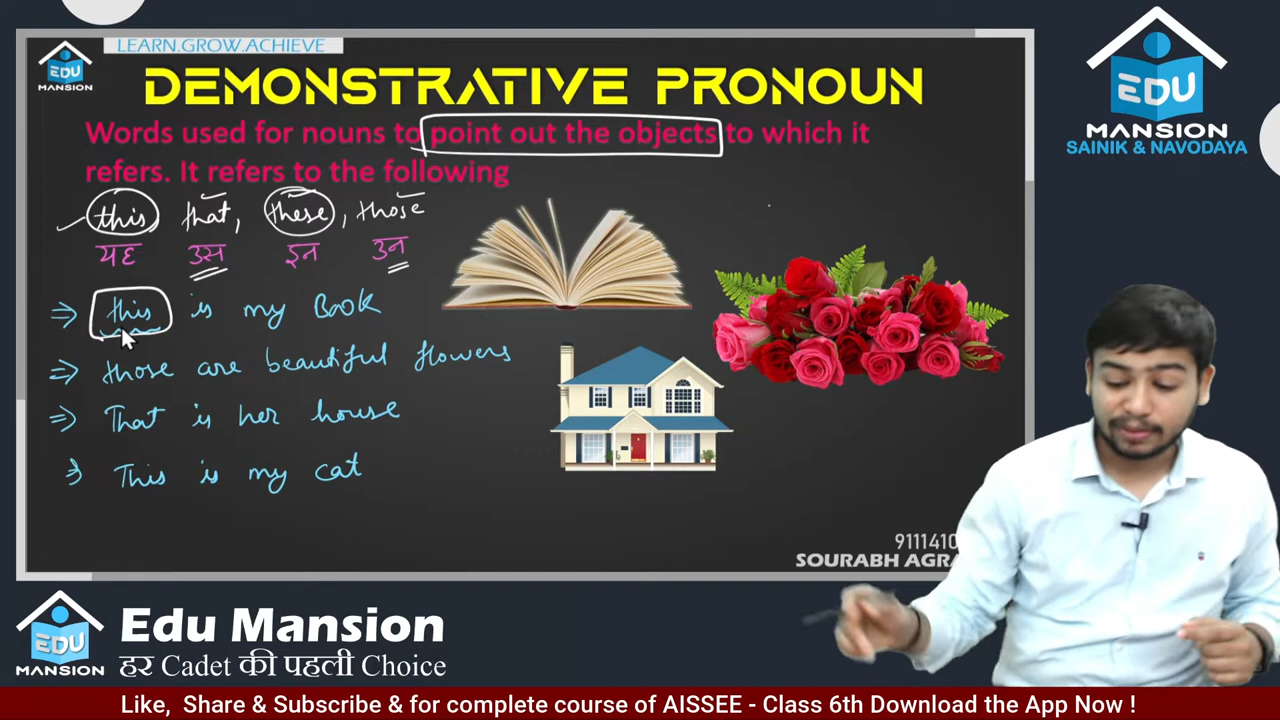 LEARN.GROW.ACHIEVE
EDU
MANSION
DEMONSTRATIVE PRONOUN
Words used for nouns to point out the objects to which it
refers. It refers to the following
this, that, these, those
यह उस इन उन
⇒ this is my Book
⇒ those are beautiful flowers
⇒ That is her house
⇒ This is my cat
EDU
MANSION
SAINIK & NAVODAYA
9111410
SOURABH AGRA
EDU
MANSION
Edu Mansion
हर Cadet की पहली Choice
Like, Share & Subscribe & for complete course of AISSEE - Class 6th Download the App Now !